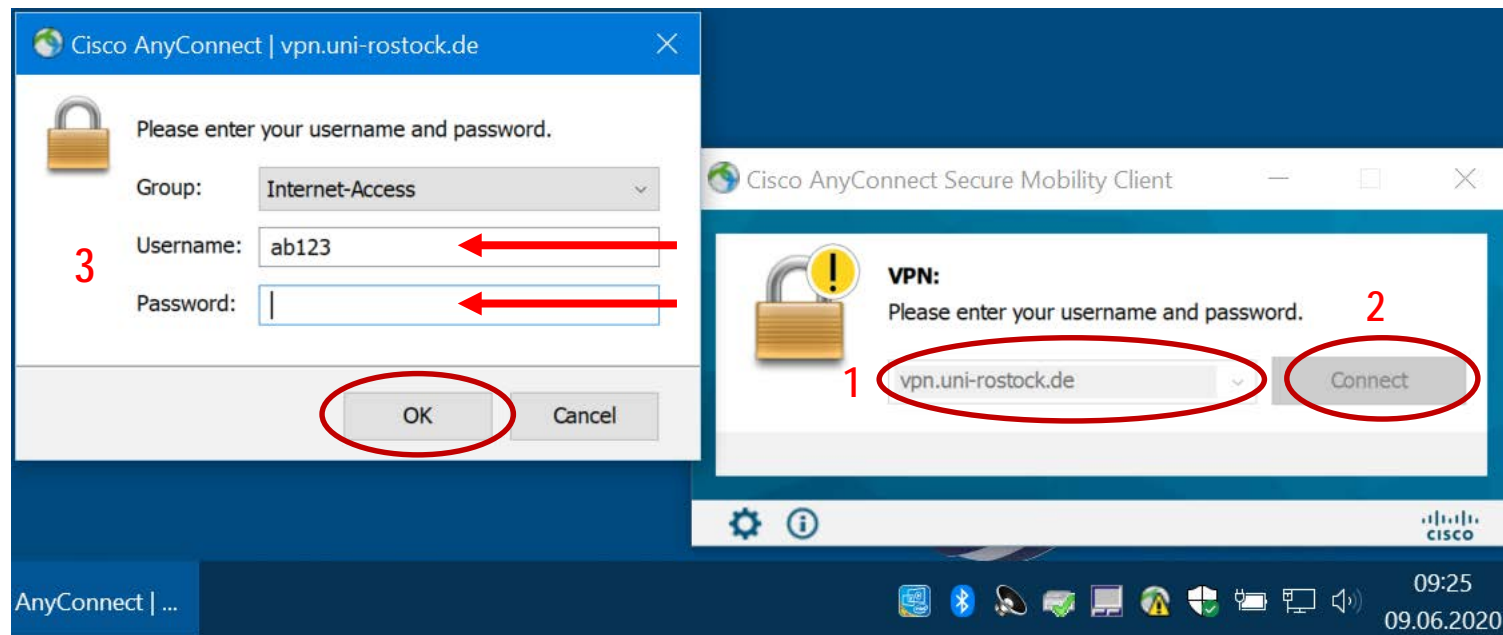 Cisco AnyConnect | vpn.uni-rostock.de
Please enter your username and password.
Group: Internet-Access
Username: ab123
3
Password:
OK Cancel
Cisco AnyConnect Secure Mobility Client
VPN:
Please enter your username and password.
2
1
vpn.uni-rostock.de Connect
CISCO
AnyConnect | ...
09:25
09.06.2020